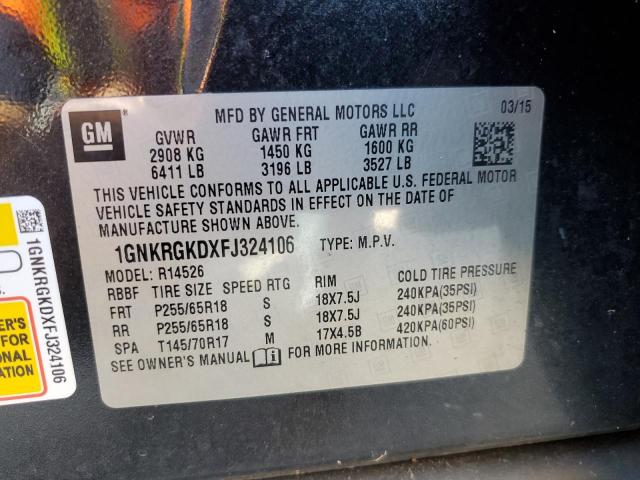 GM
MFD BY GENERAL MOTORS LLC
03/15
GVWR GAWR FRT GAWR RR
2908 KG 1450 KG 1600 KG
6411 LB 3196 LB 3527 LB
THIS VEHICLE CONFORMS TO ALL APPLICABLE U.S. FEDERAL MOTOR
VEHICLE SAFETY STANDARDS IN EFFECT ON THE DATE OF
MANUFACTURE SHOWN ABOVE.
1GNKRGKDXFJ324106 TYPE: M.P.V.
MODEL: R14526
RBBF TIRE SIZE SPEED RTG RIM COLD TIRE PRESSURE
FRT P255/65R18 S 18X7.5J 240KPA(35PSI)
RR P255/65R18 S 18X7.5J 240KPA(35PSI)
SPA T145/70R17 M 17X4.5B 420KPA(60PSI)
SEE OWNER'S MANUAL FOR MORE INFORMATION.
1GNKRGKDXFJ324106
S.
NER'S
FOR
ONAL
ATION